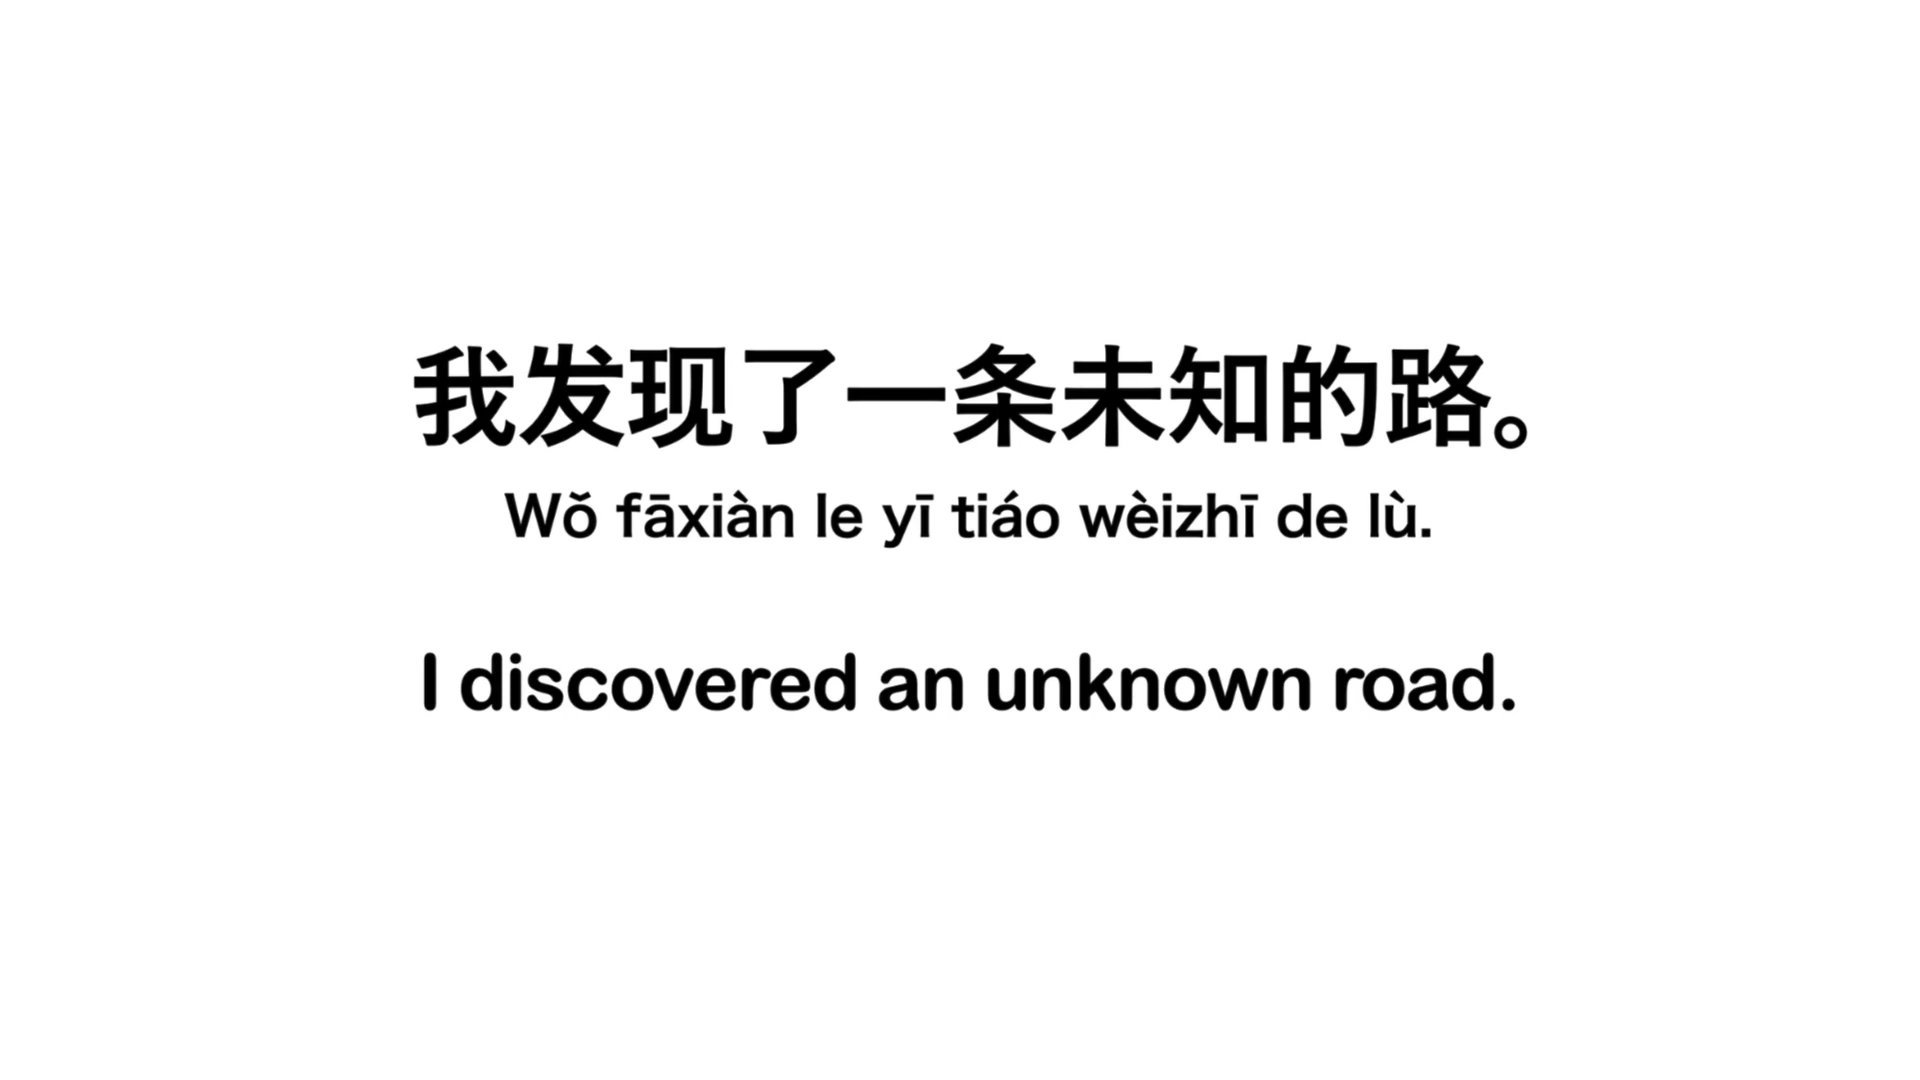 我发现了一条未知的路。
Wǒ fāxiàn le yī tiáo wèizhī de lù.
I discovered an unknown road.